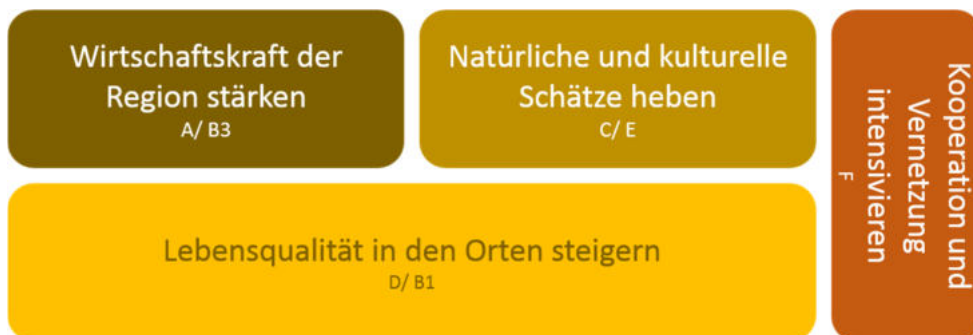 Wirtschaftskraft der
Region stärken
A/ B3
Natürliche und kulturelle
Schätze heben
C/ E
Lebensqualität in den Orten steigern
D/ B1
Kooperation und
Vernetzung
intensivieren
F